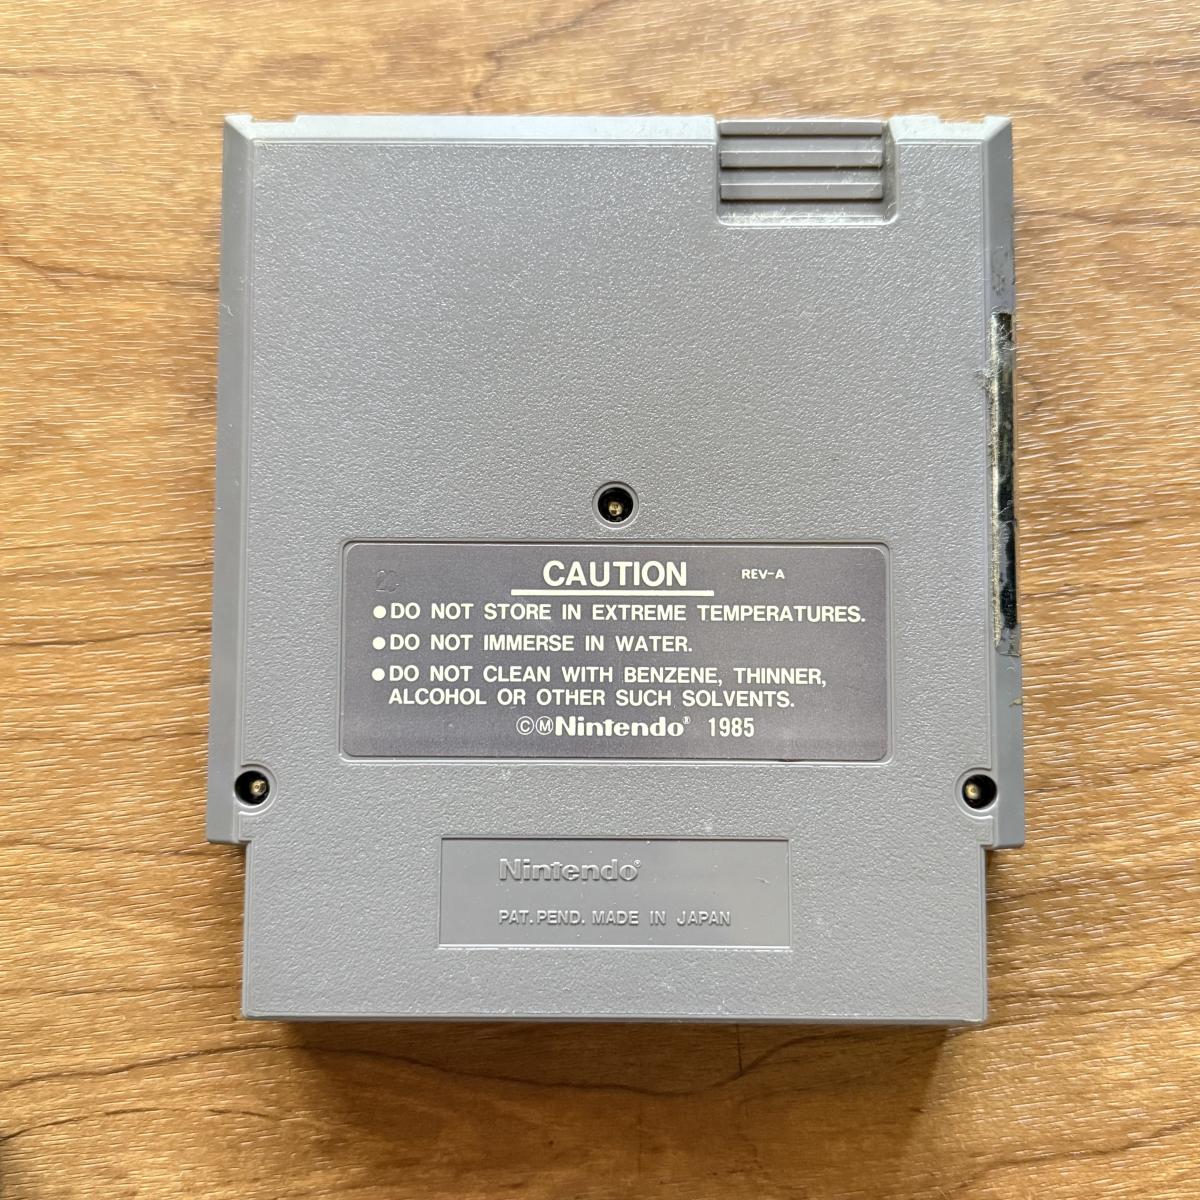 CAUTION REV-A
●DO NOT STORE IN EXTREME TEMPERATURES.
●DO NOT IMMERSE IN WATER.
●DO NOT CLEAN WITH BENZENE, THINNER,
ALCOHOL OR OTHER SUCH SOLVENTS.
©ⓂNintendo® 1985
Nintendo®
PAT. PEND. MADE IN JAPAN